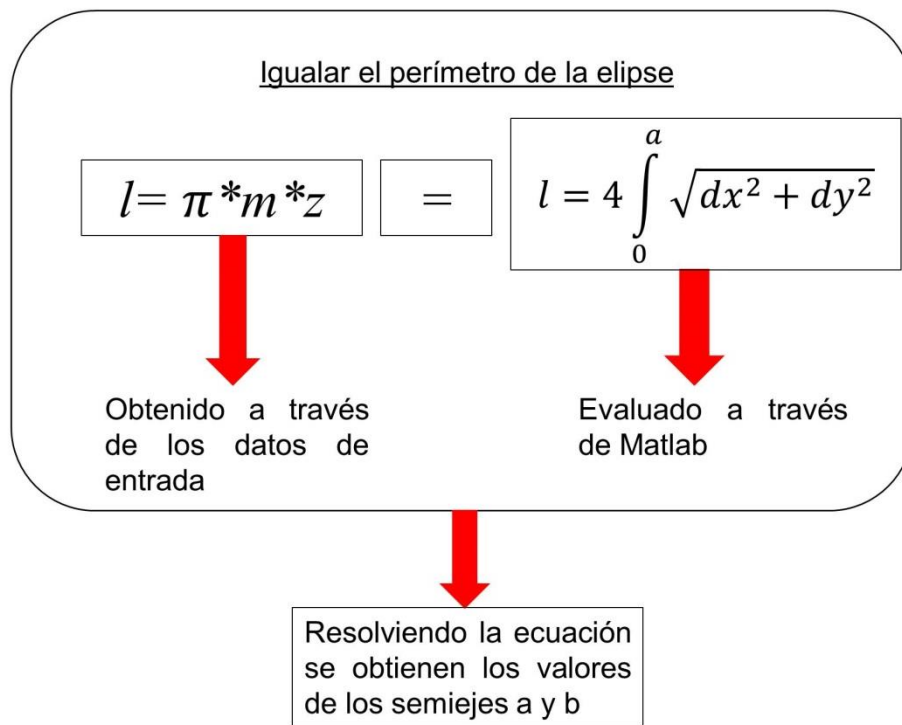 Igualar el perímetro de la elipse
l= π*m*z = l = 4 ∫₀ᵃ √(dx² + dy²)
Obtenido a través
de los datos de
entrada
Evaluado a través
de Matlab
Resolviendo la ecuación
se obtienen los valores
de los semiejes a y b